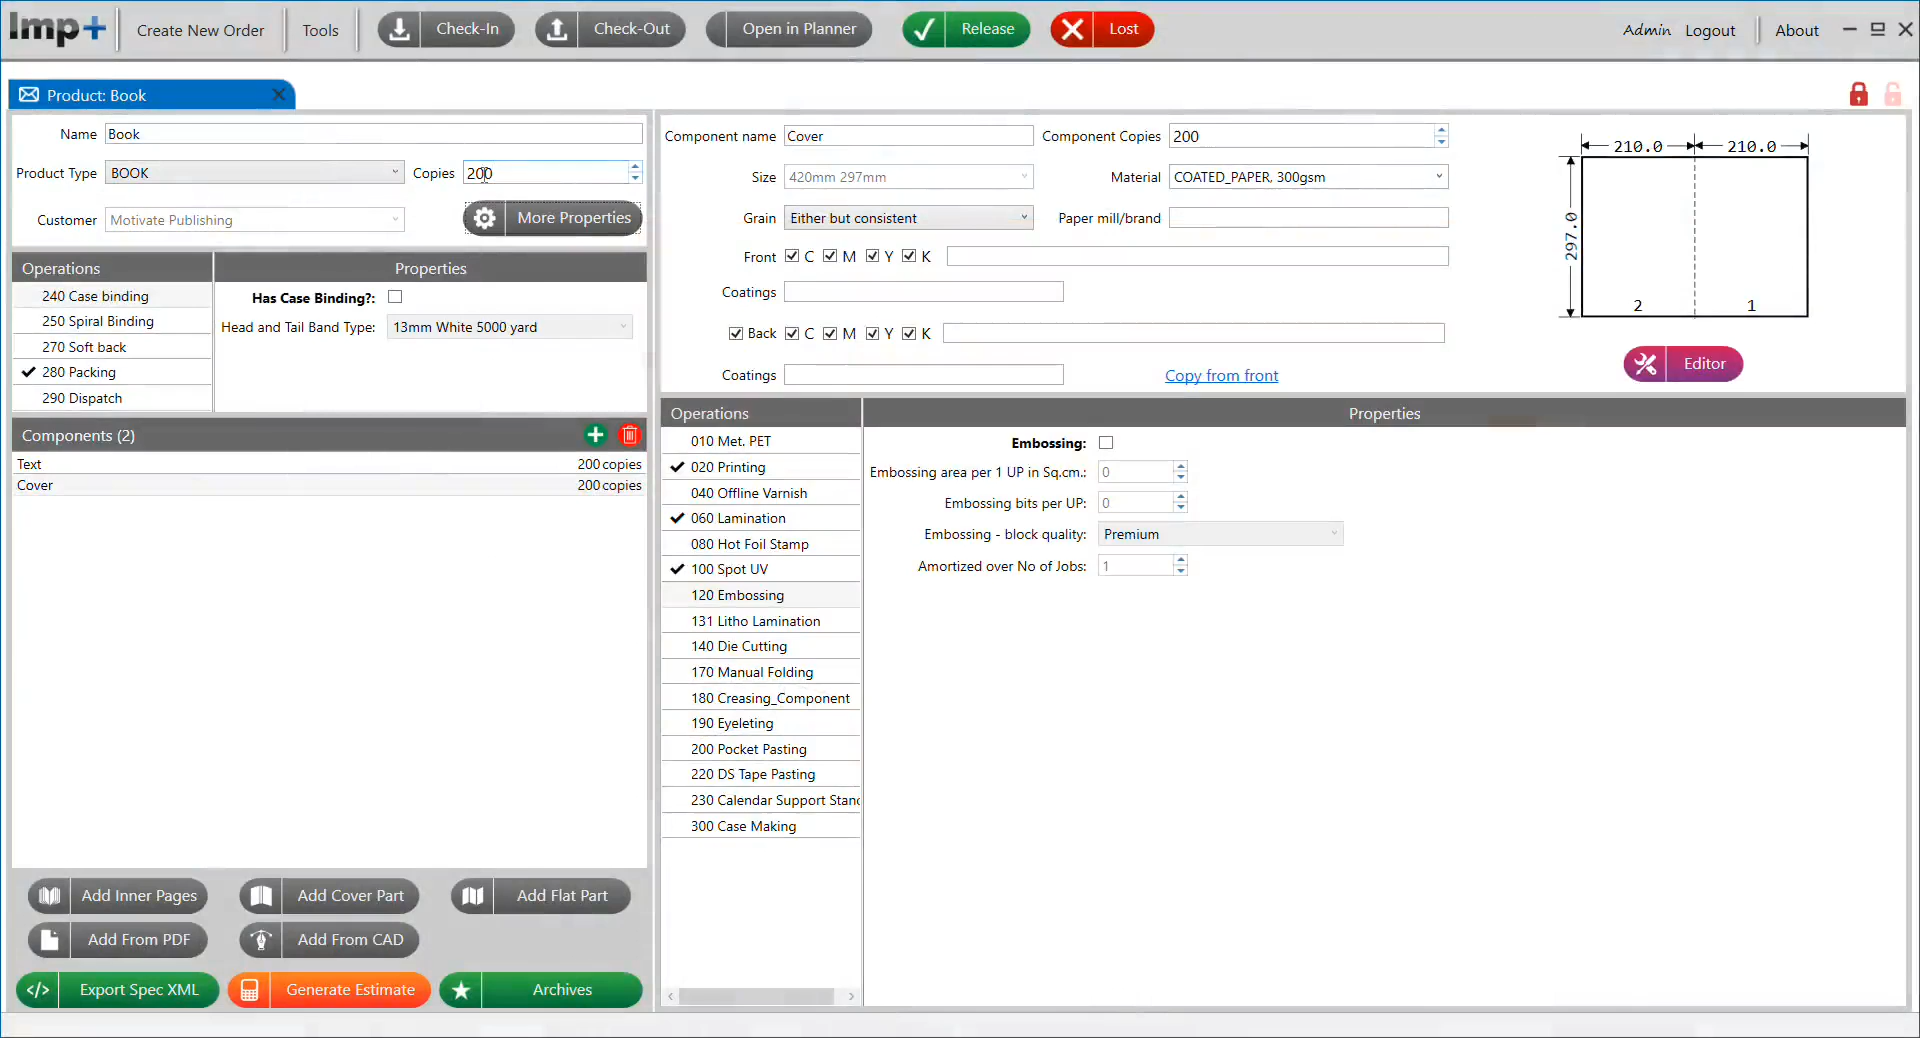 Imp+ Create New Order Tools Check-In Check-Out Open in Planner Release Lost Admin Logout About
Product: Book
Name Book
Product Type BOOK Copies 200
Customer Motivate Publishing More Properties
Operations Properties
240 Case binding
250 Spiral Binding
270 Soft back
280 Packing
290 Dispatch
Has Case Binding?:
Head and Tail Band Type: 13mm White 5000 yard
Components (2)
Text 200 copies
Cover 200 copies
Add Inner Pages Add Cover Part Add Flat Part
Add From PDF Add From CAD
Export Spec XML Generate Estimate Archives
Component name Cover Component Copies 200
Size 420mm 297mm Material COATED_PAPER, 300gsm
Grain Either but consistent Paper mill/brand
Front C M Y K
Coatings
Back C M Y K
Coatings Copy from front
210.0 210.0
297.0
2 1
Editor
Operations Properties
010 Met. PET
020 Printing
040 Offline Varnish
060 Lamination
080 Hot Foil Stamp
100 Spot UV
120 Embossing
131 Litho Lamination
140 Die Cutting
170 Manual Folding
180 Creasing_Component
190 Eyeleting
200 Pocket Pasting
220 DS Tape Pasting
230 Calendar Support Stand
300 Case Making
Embossing:
Embossing area per 1 UP in Sq.cm.: 0
Embossing bits per UP: 0
Embossing - block quality: Premium
Amortized over No of Jobs: 1